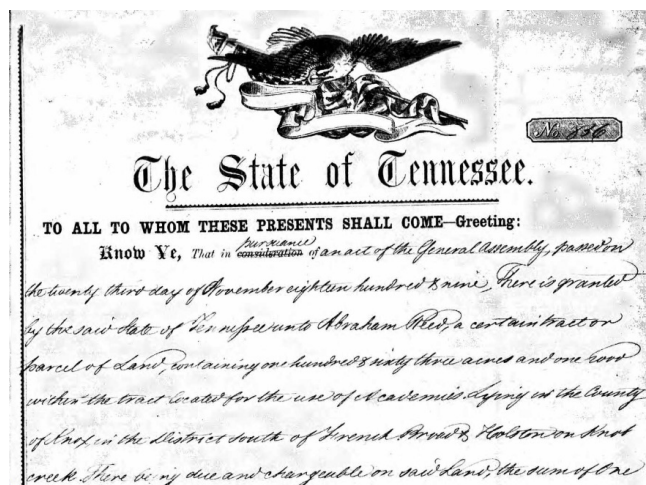 No 856
The State of Tennessee.
TO ALL TO WHOM THESE PRESENTS SHALL COME—Greeting:
Know Ye, That in consideration pursuance of an act of the General Assembly, passed on
the twenty third day of November eighteen hundred & nine, There is granted
by the said State of Tennessee unto Abraham Reed, a certain tract or
parcel of Land, containing one hundred & sixty three acres and one rood
within the tract located for the use of Academies Lying in the County
of Knox, in the District south of French Broad & Holston on Knob
creek. There being due and chargeable on said Land, the sum of One